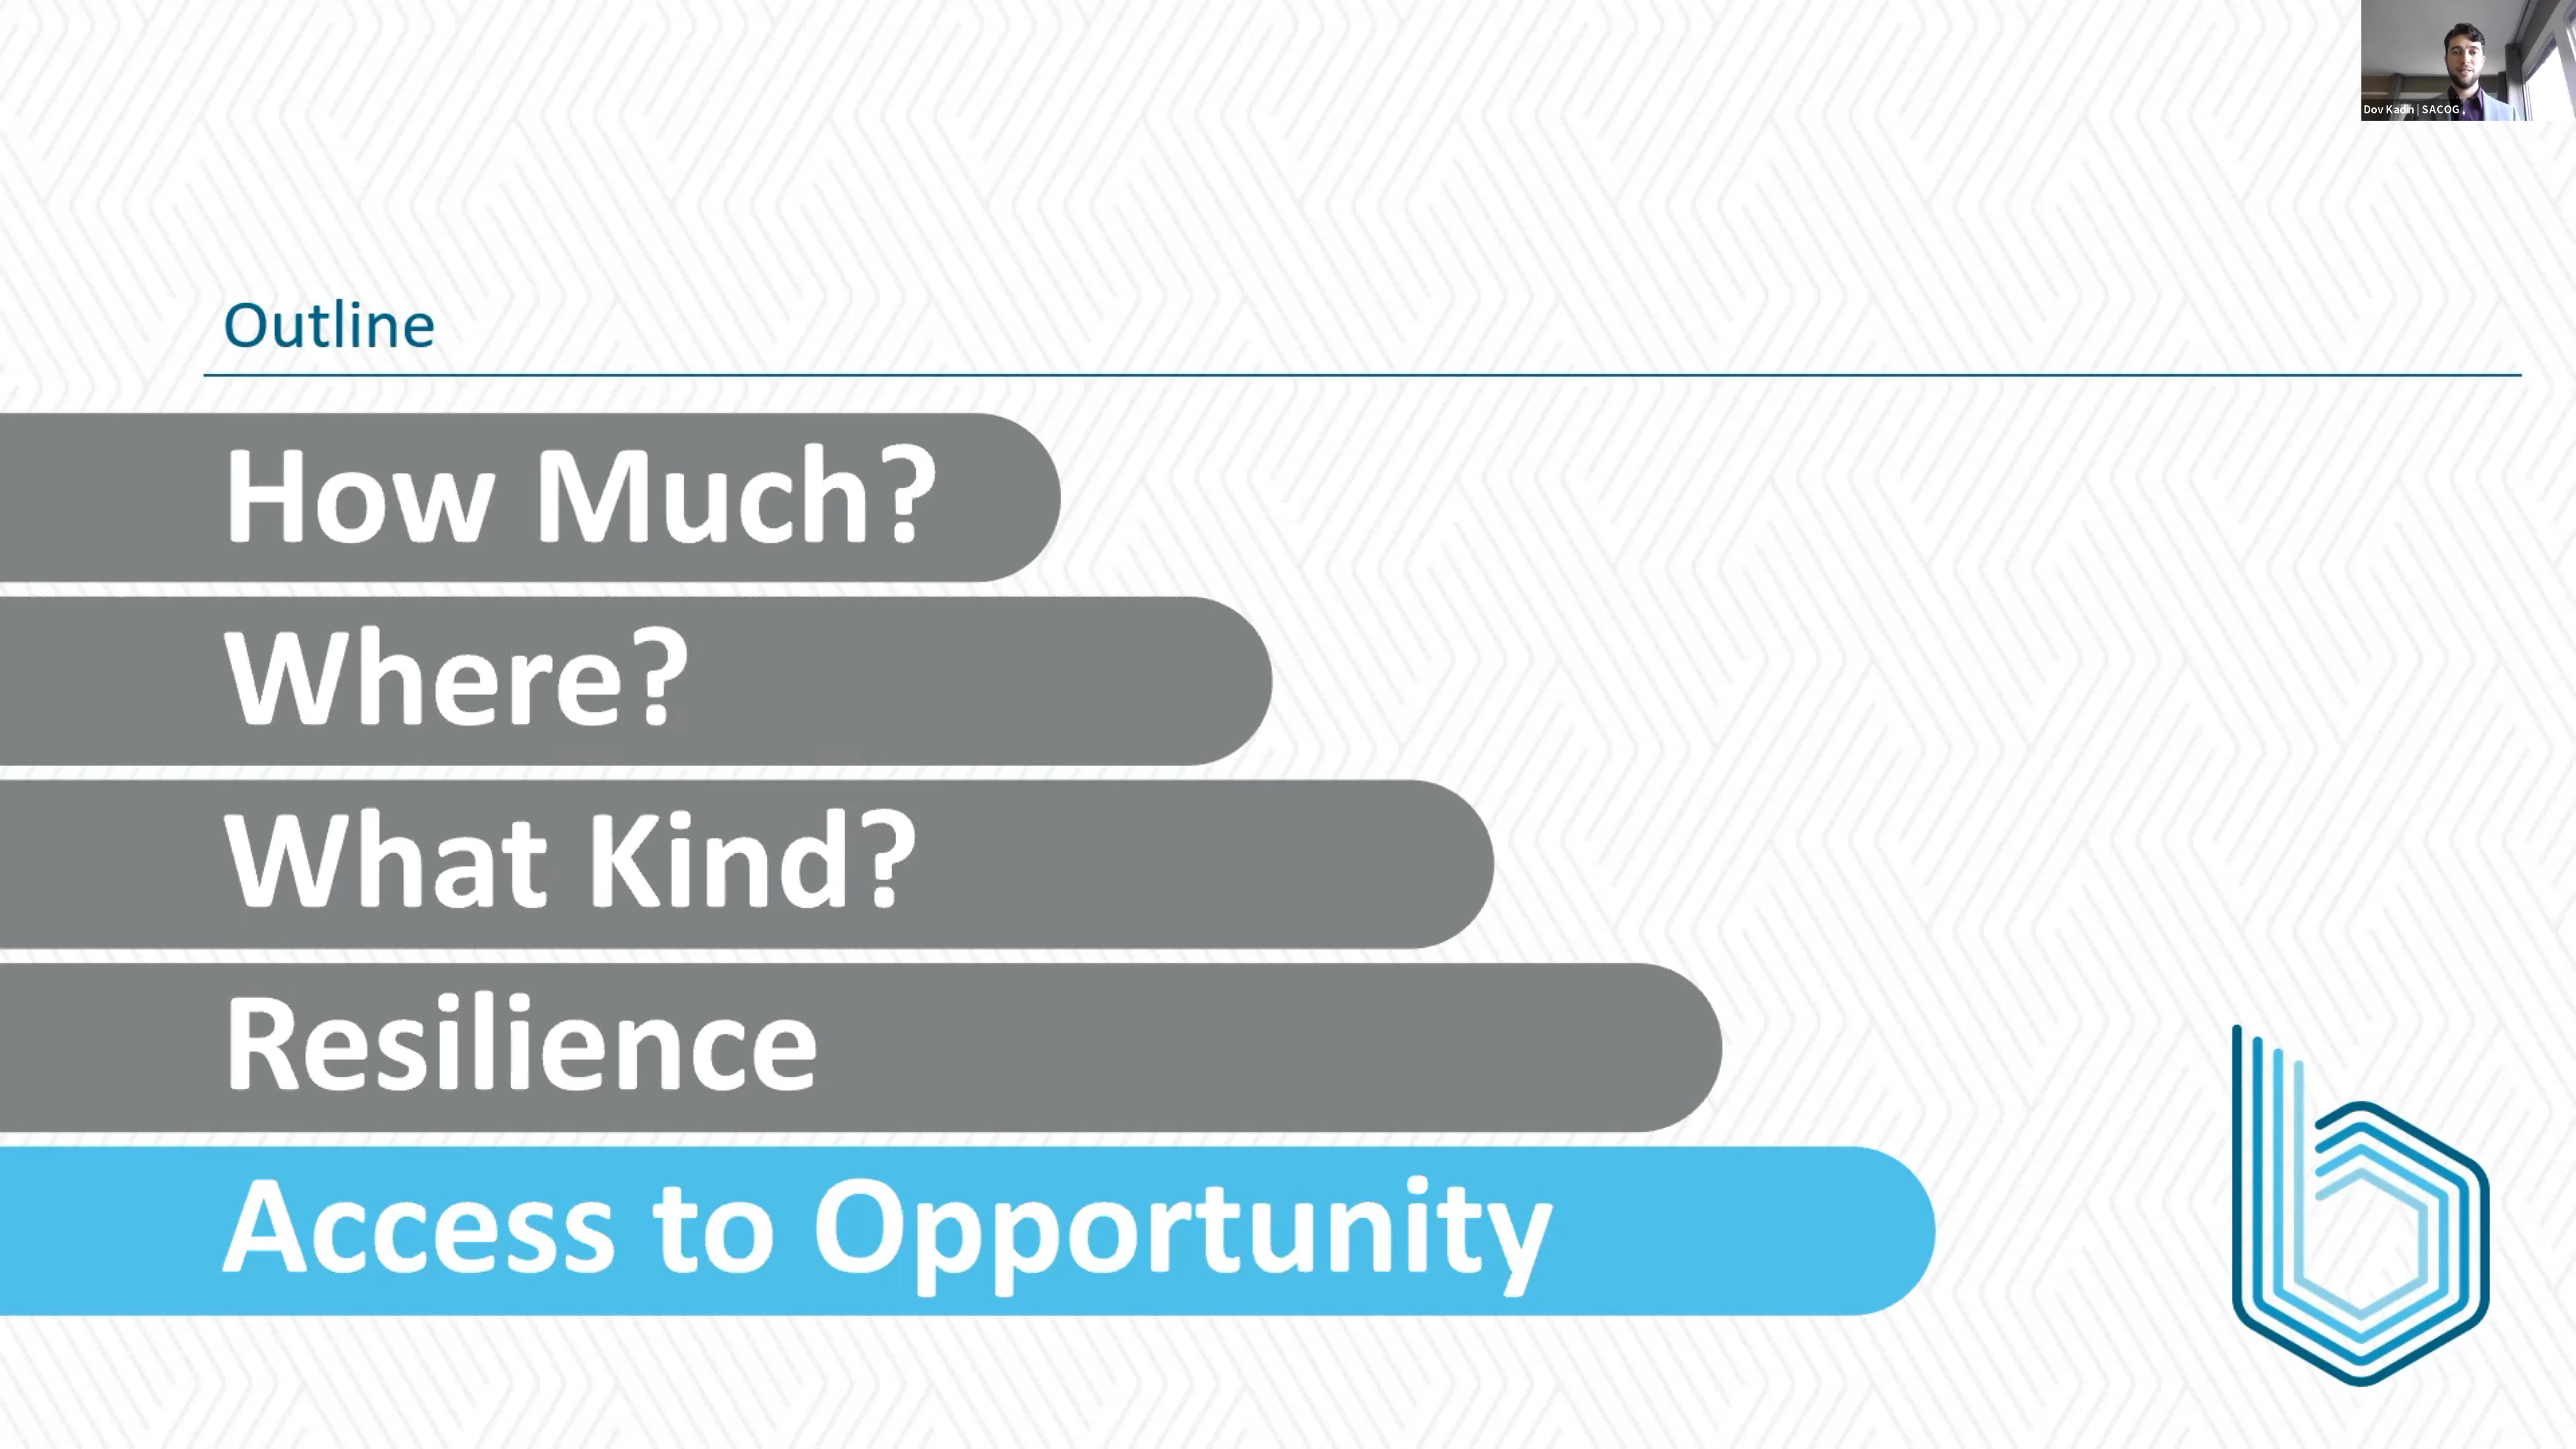 Dov Kadin | SACOG
Outline
How Much?
Where?
What Kind?
Resilience
Access to Opportunity